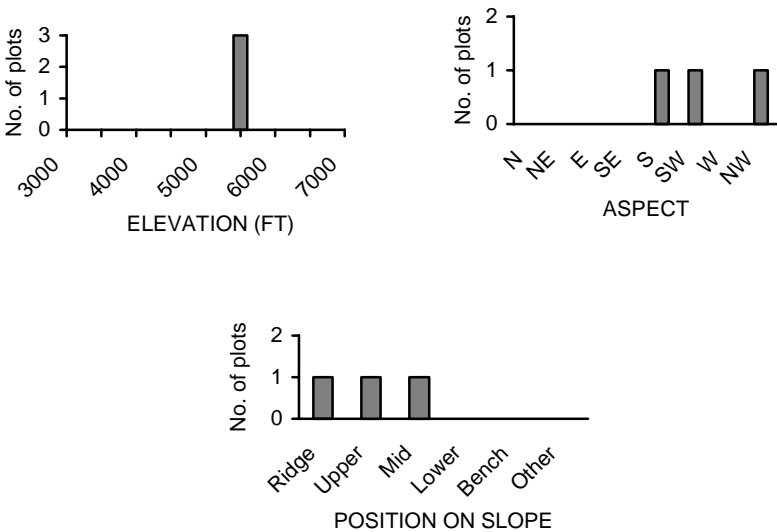 No. of plots
3
2
1
0
3000 4000 5000 6000 7000
ELEVATION (FT)
No. of plots
2
1
0
N NE E SE S SW W NW
ASPECT
No. of plots
2
1
0
Ridge Upper Mid Lower Bench Other
POSITION ON SLOPE